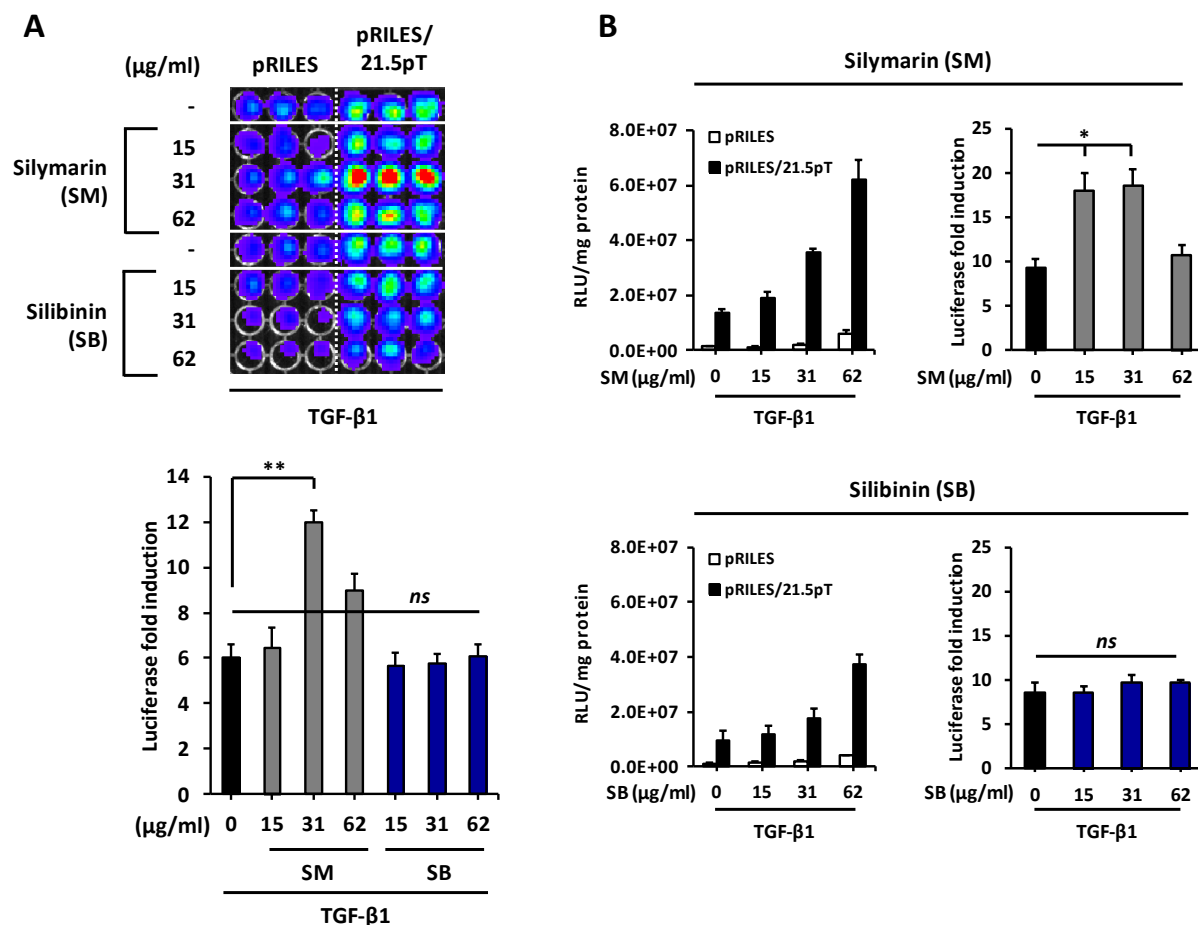 A
(µg/ml)
pRILES
pRILES/
21.5pT
-
Silymarin
(SM)
15
31
62
-
Silibinin
(SB)
15
31
62
TGF-β1
Luciferase fold induction
14
12
10
8
6
4
2
0
**
ns
(µg/ml) 0 15 31 62 15 31 62
SM SB
TGF-β1
B
Silymarin (SM)
RLU/mg protein
8.0E+07
6.0E+07
4.0E+07
2.0E+07
0.0E+00
pRILES
pRILES/21.5pT
SM (µg/ml) 0 15 31 62
TGF-β1
Luciferase fold induction
25
20
15
10
5
0
*
SM (µg/ml) 0 15 31 62
TGF-β1
Silibinin (SB)
RLU/mg protein
8.0E+07
6.0E+07
4.0E+07
2.0E+07
0.0E+00
pRILES
pRILES/21.5pT
SB (µg/ml) 0 15 31 62
TGF-β1
Luciferase fold induction
25
20
15
10
5
0
ns
SB (µg/ml) 0 15 31 62
TGF-β1